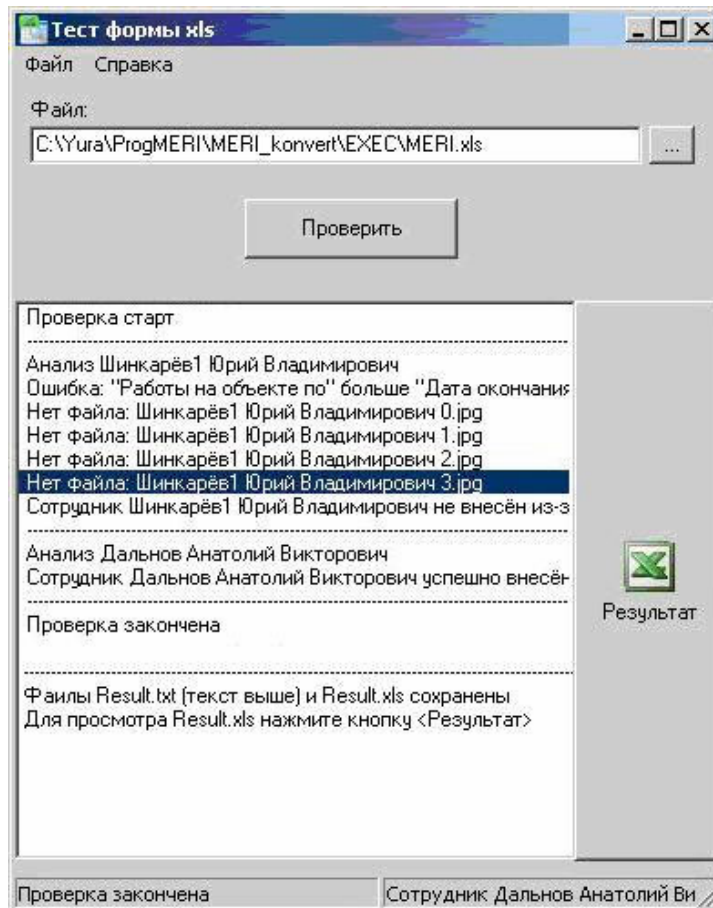 Тест формы xls
Файл Справка
Файл:
C:\Yura\ProgMERI\MERI_konvert\EXEC\MERI.xls
...
Проверить
Проверка старт
Анализ Шинкарёв1 Юрий Владимирович
Ошибка: "Работы на объекте по" больше "Дата окончания
Нет файла: Шинкарёв1 Юрий Владимирович 0.jpg
Нет файла: Шинкарёв1 Юрий Владимирович 1.jpg
Нет файла: Шинкарёв1 Юрий Владимирович 2.jpg
Нет файла: Шинкарёв1 Юрий Владимирович 3.jpg
Сотрудник Шинкарёв1 Юрий Владимирович не внесён из-з
Анализ Дальнов Анатолий Викторович
Сотрудник Дальнов Анатолий Викторович успешно внесён
Проверка закончена
Фаилы Result.txt (текст выше) и Result.xls сохранены
Для просмотра Result.xls нажмите кнопку <Результат>
Результат
Проверка закончена
Сотрудник Дальнов Анатолий Ви